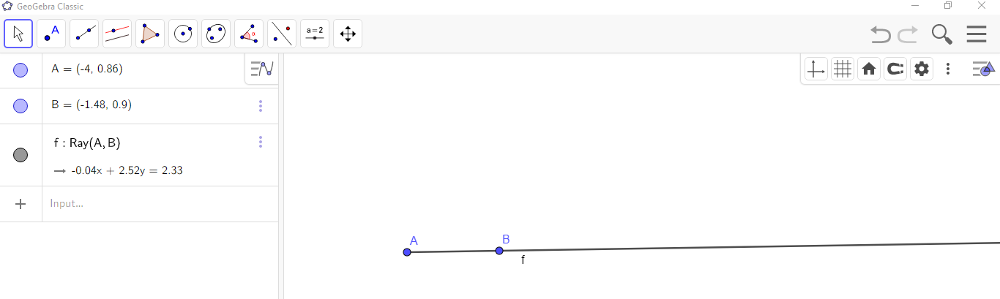 GeoGebra Classic
A
α
a=2
A = (-4, 0.86)
B = (-1.48, 0.9)
f : Ray(A, B)
→ -0.04x + 2.52y = 2.33
+ Input...
A
B
f